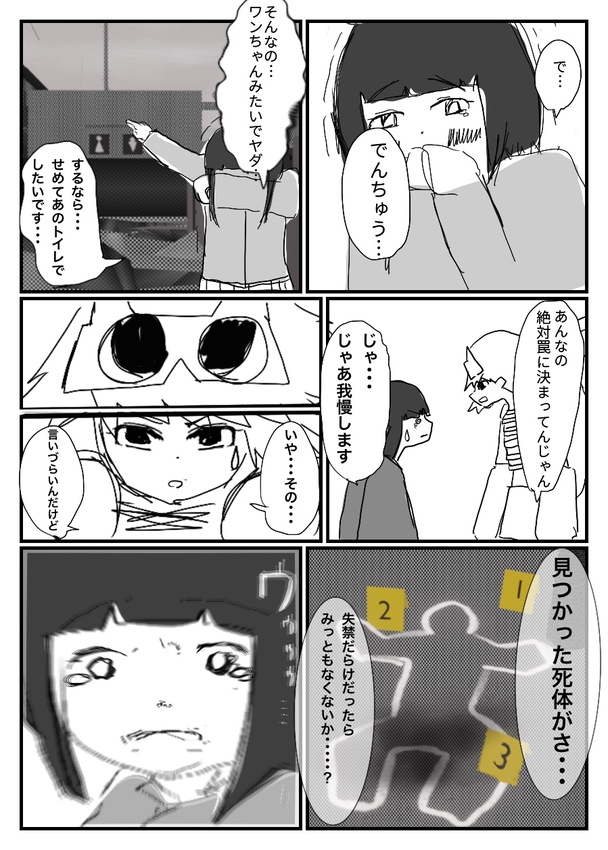 で…
でんちゅう…
そんなの…
ワンちゃんみたいでヤダ…
するなら・・・
せめてあのトイレで
したいです・・・
あんなの
絶対罠に決まってんじゃん
じゃ・・・
じゃあ我慢します
いや・・・その・・・
言いづらいんだけど
見つかった死体がさ・・・
1
2
3
失禁だらけだったら
みっともなくないか・・・・・？
ウゥゥゥゥ